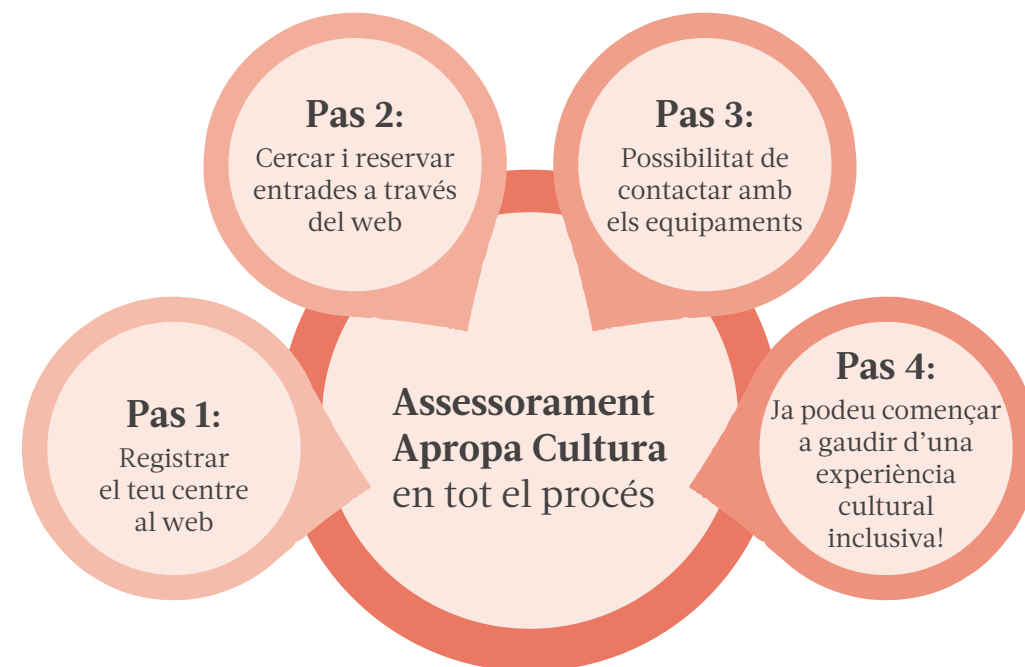 Pas 1:
Registrar
el teu centre
al web
Pas 2:
Cercar i reservar
entrades a través
del web
Pas 3:
Possibilitat de
contactar amb
els equipaments
Pas 4:
Ja podeu començar
a gaudir d’una
experiència
cultural
inclusiva!
Assessorament
Apropa Cultura
en tot el procés